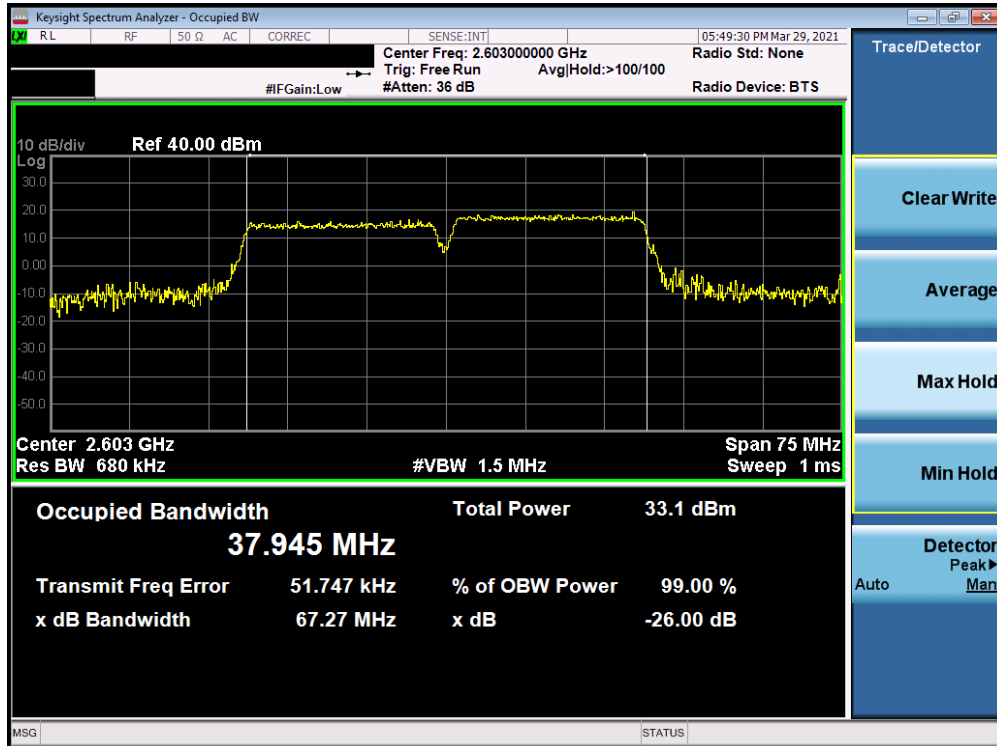 Keysight Spectrum Analyzer - Occupied BW
LXI RL RF 50 Ω AC CORREC SENSE:INT 05:49:30 PM Mar 29, 2021
Center Freq: 2.603000000 GHz Radio Std: None
Trig: Free Run Avg|Hold:>100/100
#IFGain:Low #Atten: 36 dB Radio Device: BTS
10 dB/div Ref 40.00 dBm
Log
30.0
20.0
10.0
0.00
-10.0
-20.0
-30.0
-40.0
-50.0
Center 2.603 GHz Span 75 MHz
Res BW 680 kHz #VBW 1.5 MHz Sweep 1 ms
Occupied Bandwidth Total Power 33.1 dBm
37.945 MHz
Transmit Freq Error 51.747 kHz % of OBW Power 99.00 %
x dB Bandwidth 67.27 MHz x dB -26.00 dB
MSG STATUS
Trace/Detector
Clear Write
Average
Max Hold
Min Hold
Detector
Peak▶
Auto Man